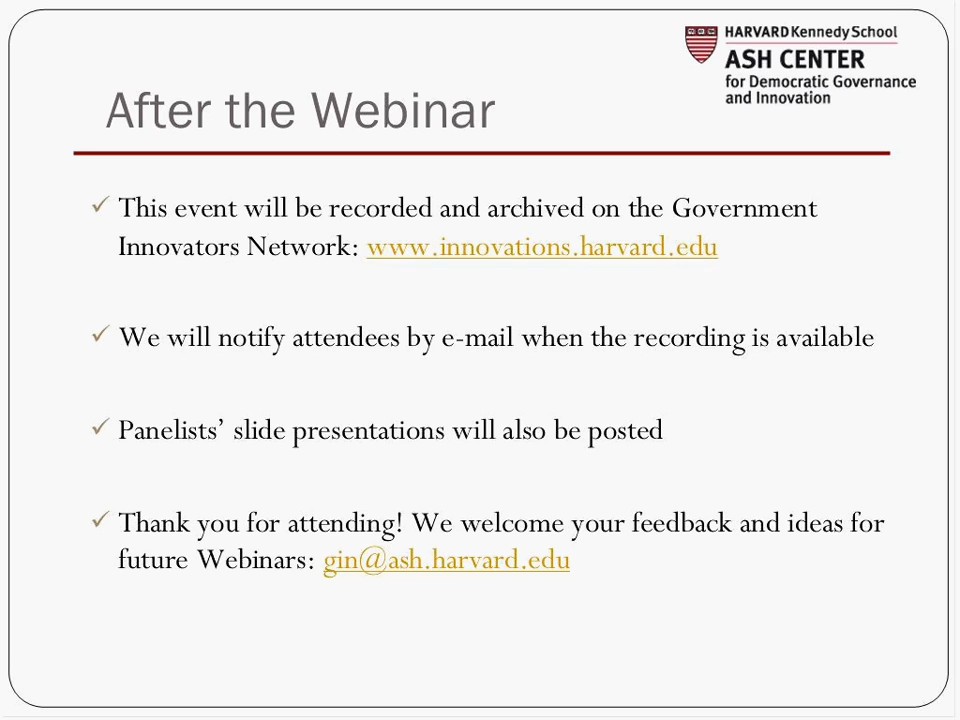 HARVARD Kennedy School
ASH CENTER
for Democratic Governance
and Innovation
After the Webinar
✓ This event will be recorded and archived on the Government
Innovators Network: www.innovations.harvard.edu
✓ We will notify attendees by e-mail when the recording is available
✓ Panelists’ slide presentations will also be posted
✓ Thank you for attending! We welcome your feedback and ideas for
future Webinars: gin@ash.harvard.edu